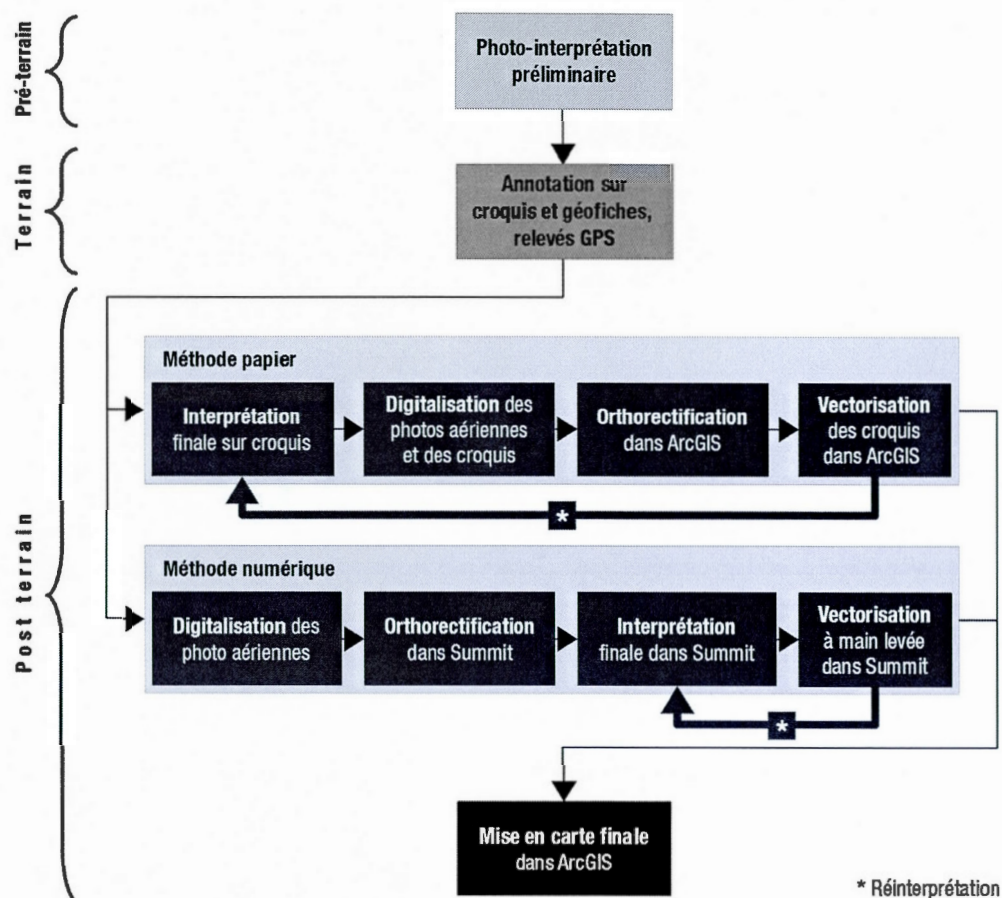 Pré-terrain
Photo-interprétation
préliminaire
Terrain
Annotation sur
croquis et géofiches,
relevés GPS
Post terrain
Méthode papier
Interprétation
finale sur croquis
Digitalisation des
photos aériennes
et des croquis
Orthorectification
dans ArcGIS
Vectorisation
des croquis
dans ArcGIS
*
Méthode numérique
Digitalisation des
photo aériennes
Orthorectification
dans Summit
Interprétation
finale dans Summit
Vectorisation
à main levée
dans Summit
*
Mise en carte finale
dans ArcGIS
* Réinterprétation